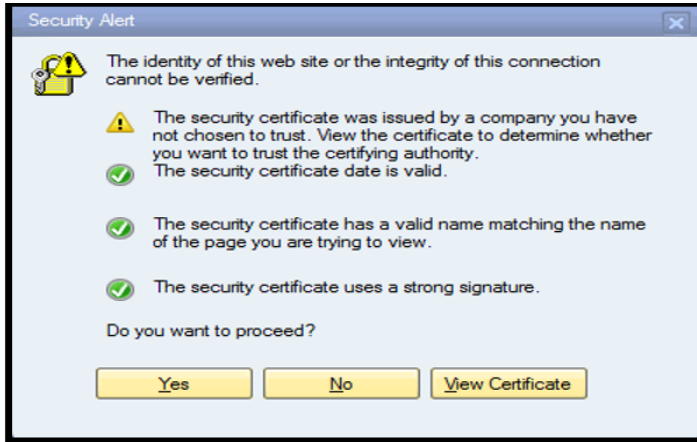 Security Alert
The identity of this web site or the integrity of this connection
cannot be verified.
The security certificate was issued by a company you have
not chosen to trust. View the certificate to determine whether
you want to trust the certifying authority.
The security certificate date is valid.
The security certificate has a valid name matching the name
of the page you are trying to view.
The security certificate uses a strong signature.
Do you want to proceed?
Yes No View Certificate